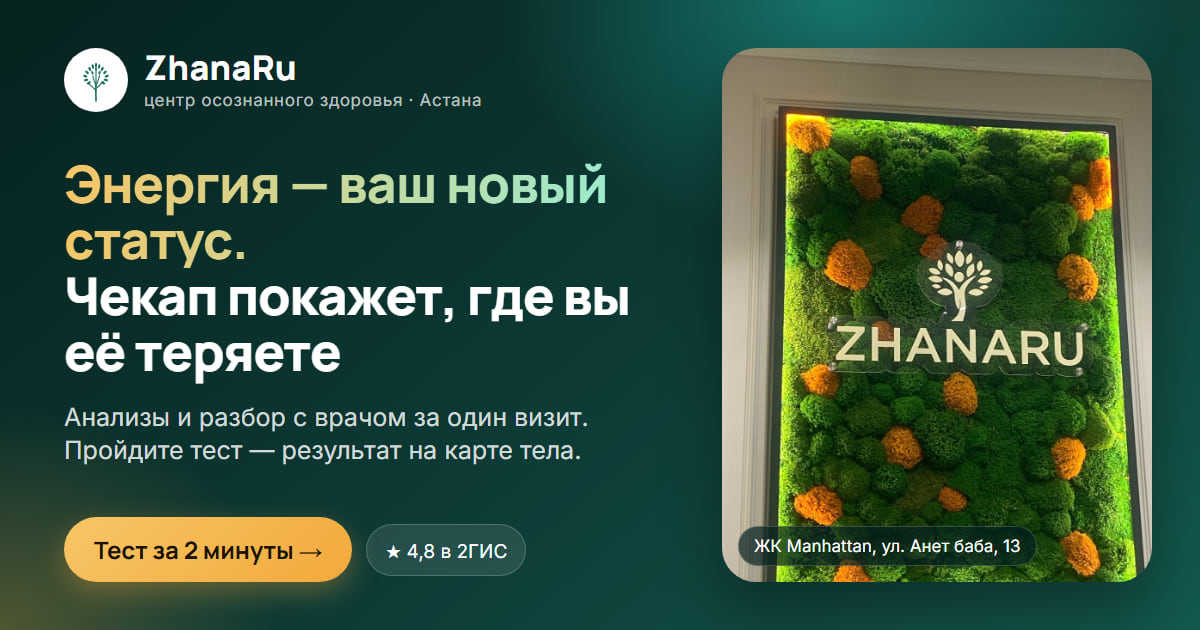 ZhanaRu
центр осознанного здоровья · Астана
Энергия — ваш новый
статус.
Чекап покажет, где вы
её теряете
Анализы и разбор с врачом за один визит.
Пройдите тест — результат на карте тела.
Тест за 2 минуты →
★ 4,8 в 2ГИС
ZHANARU
ЖК Manhattan, ул. Анет баба, 13